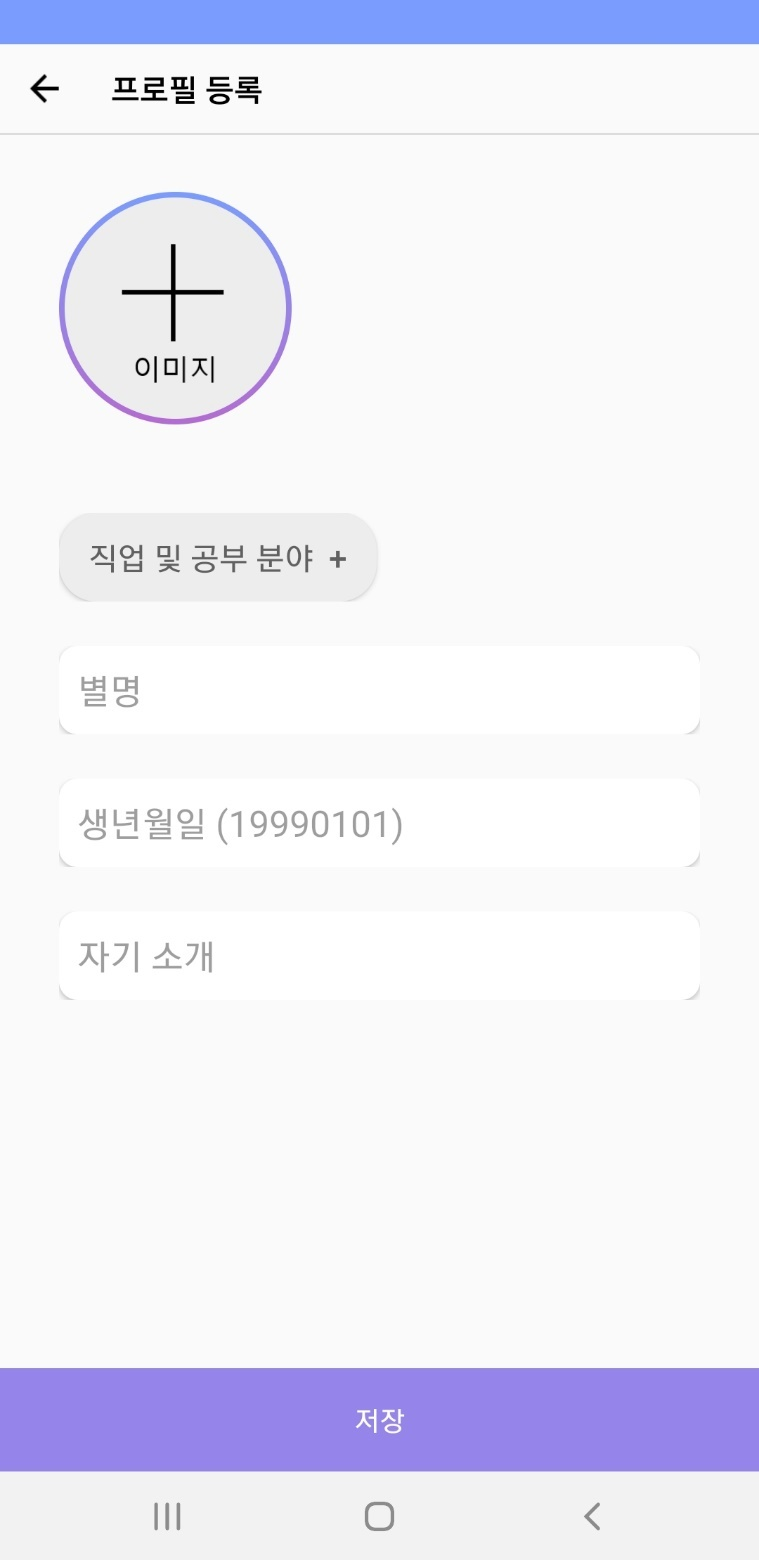 프로필 등록
이미지
직업 및 공부 분야 +
별명
생년월일 (19990101)
자기 소개
저장